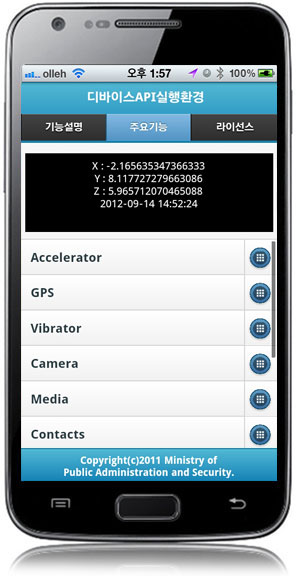 olleh 오후 1:57 100%
디바이스API실행환경
기능설명 주요기능 라이선스
X : -2.165635347366333
Y : 8.117727279663086
Z : 5.965712070465088
2012-09-14 14:52:24
Accelerator
GPS
Vibrator
Camera
Media
Contacts
Copyright(c)2011 Ministry of
Public Administration and Security.